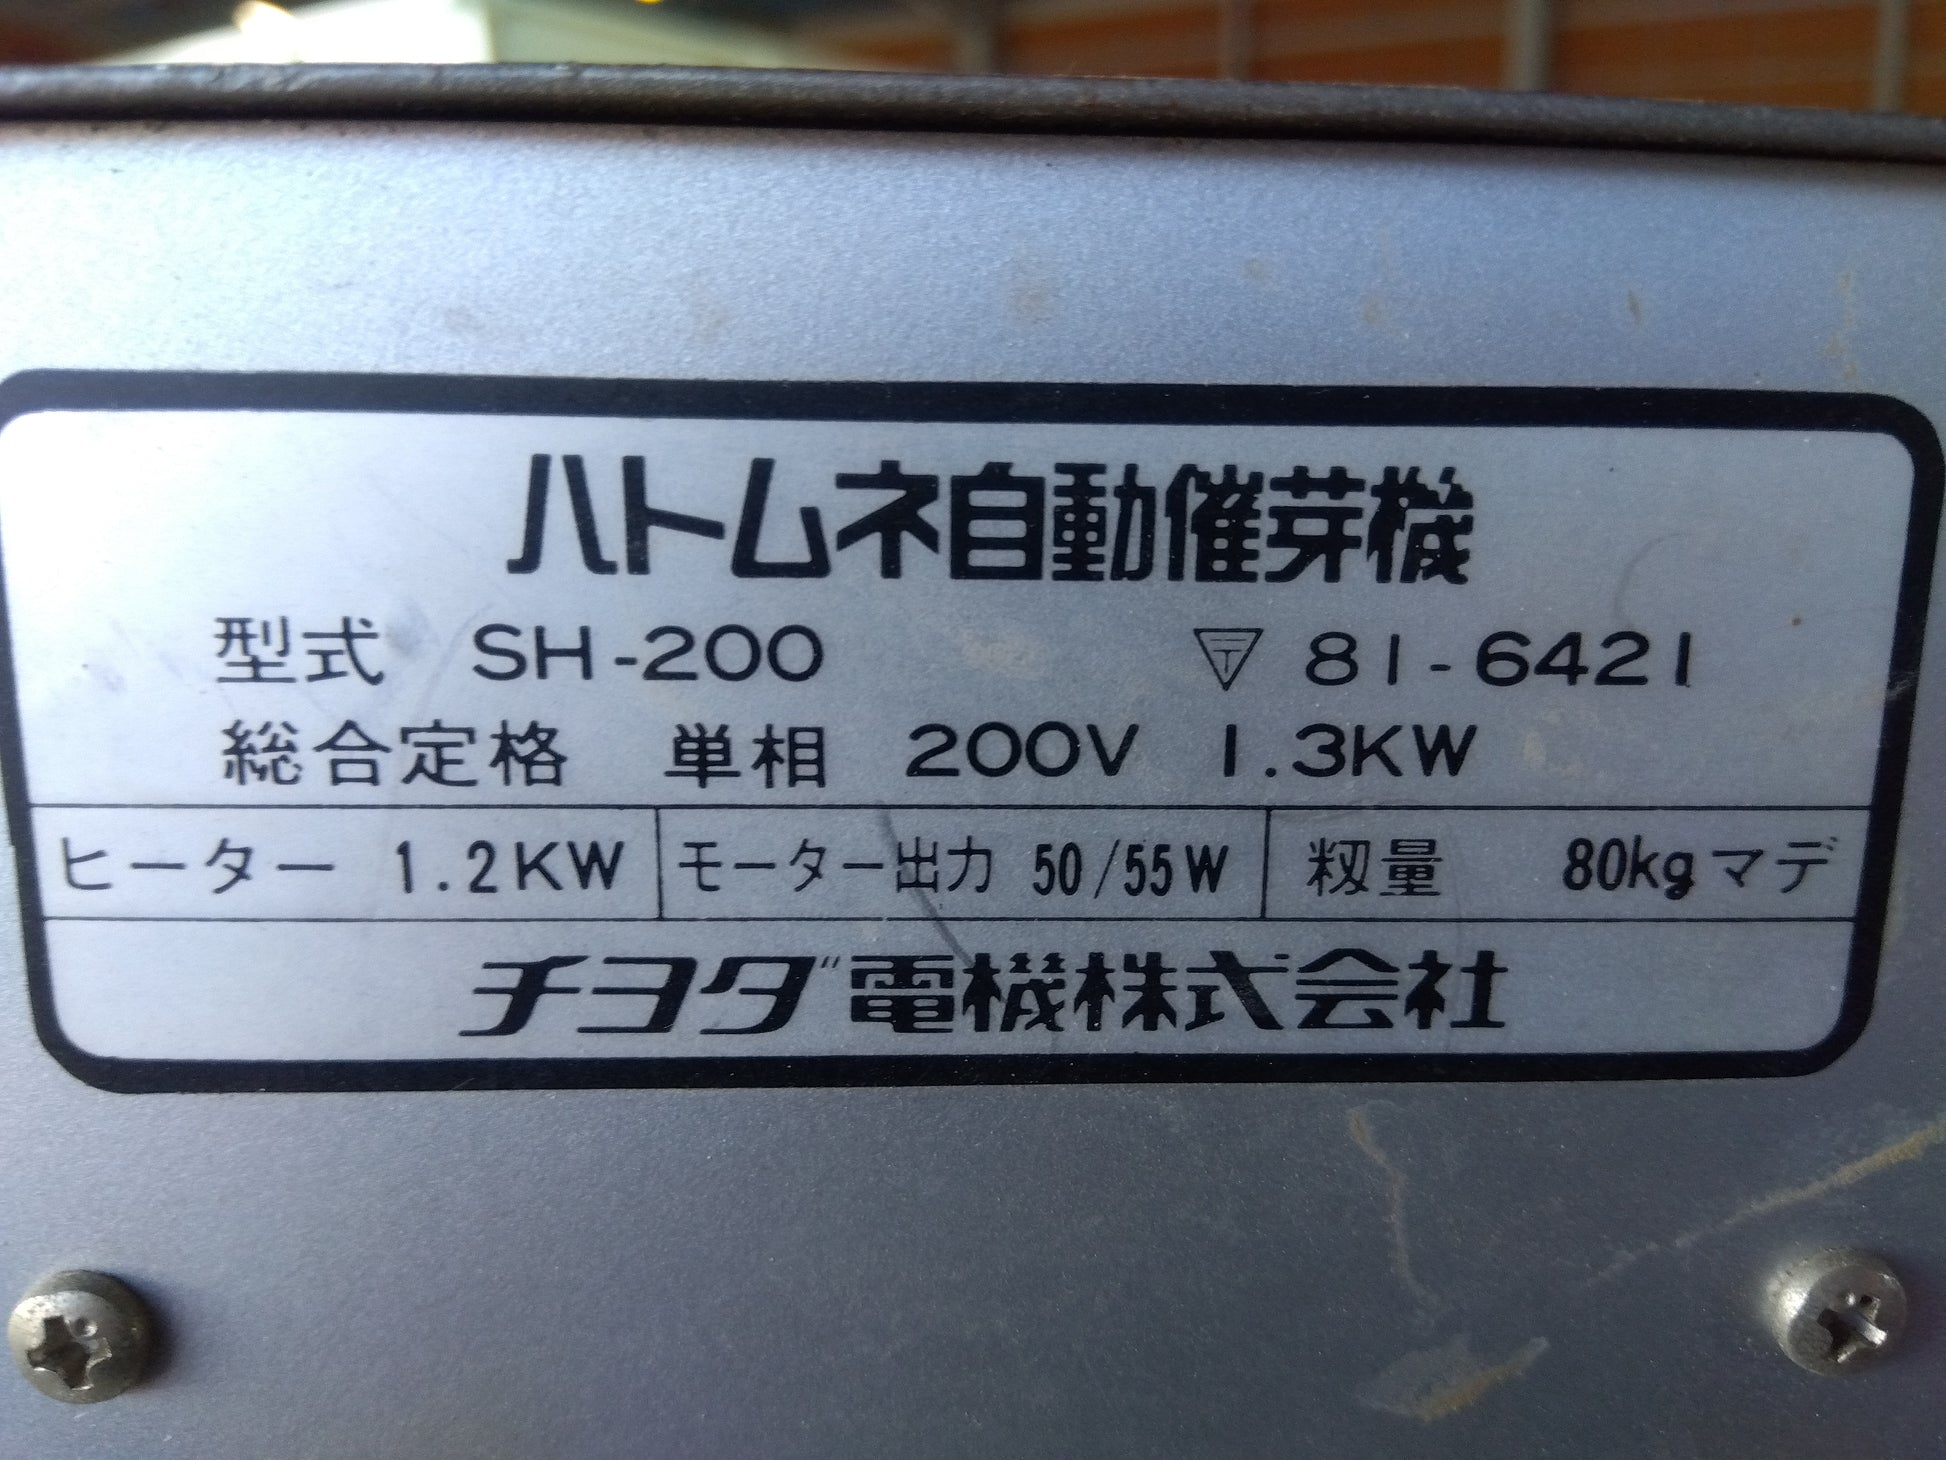 ハトムネ自動催芽機
型式 SH-200 〒 81-6421
総合定格 単相 200V 1.3KW
ヒーター 1.2KW モーター出力 50/55W 籾量 80kgマデ
チヨダ電機株式会社